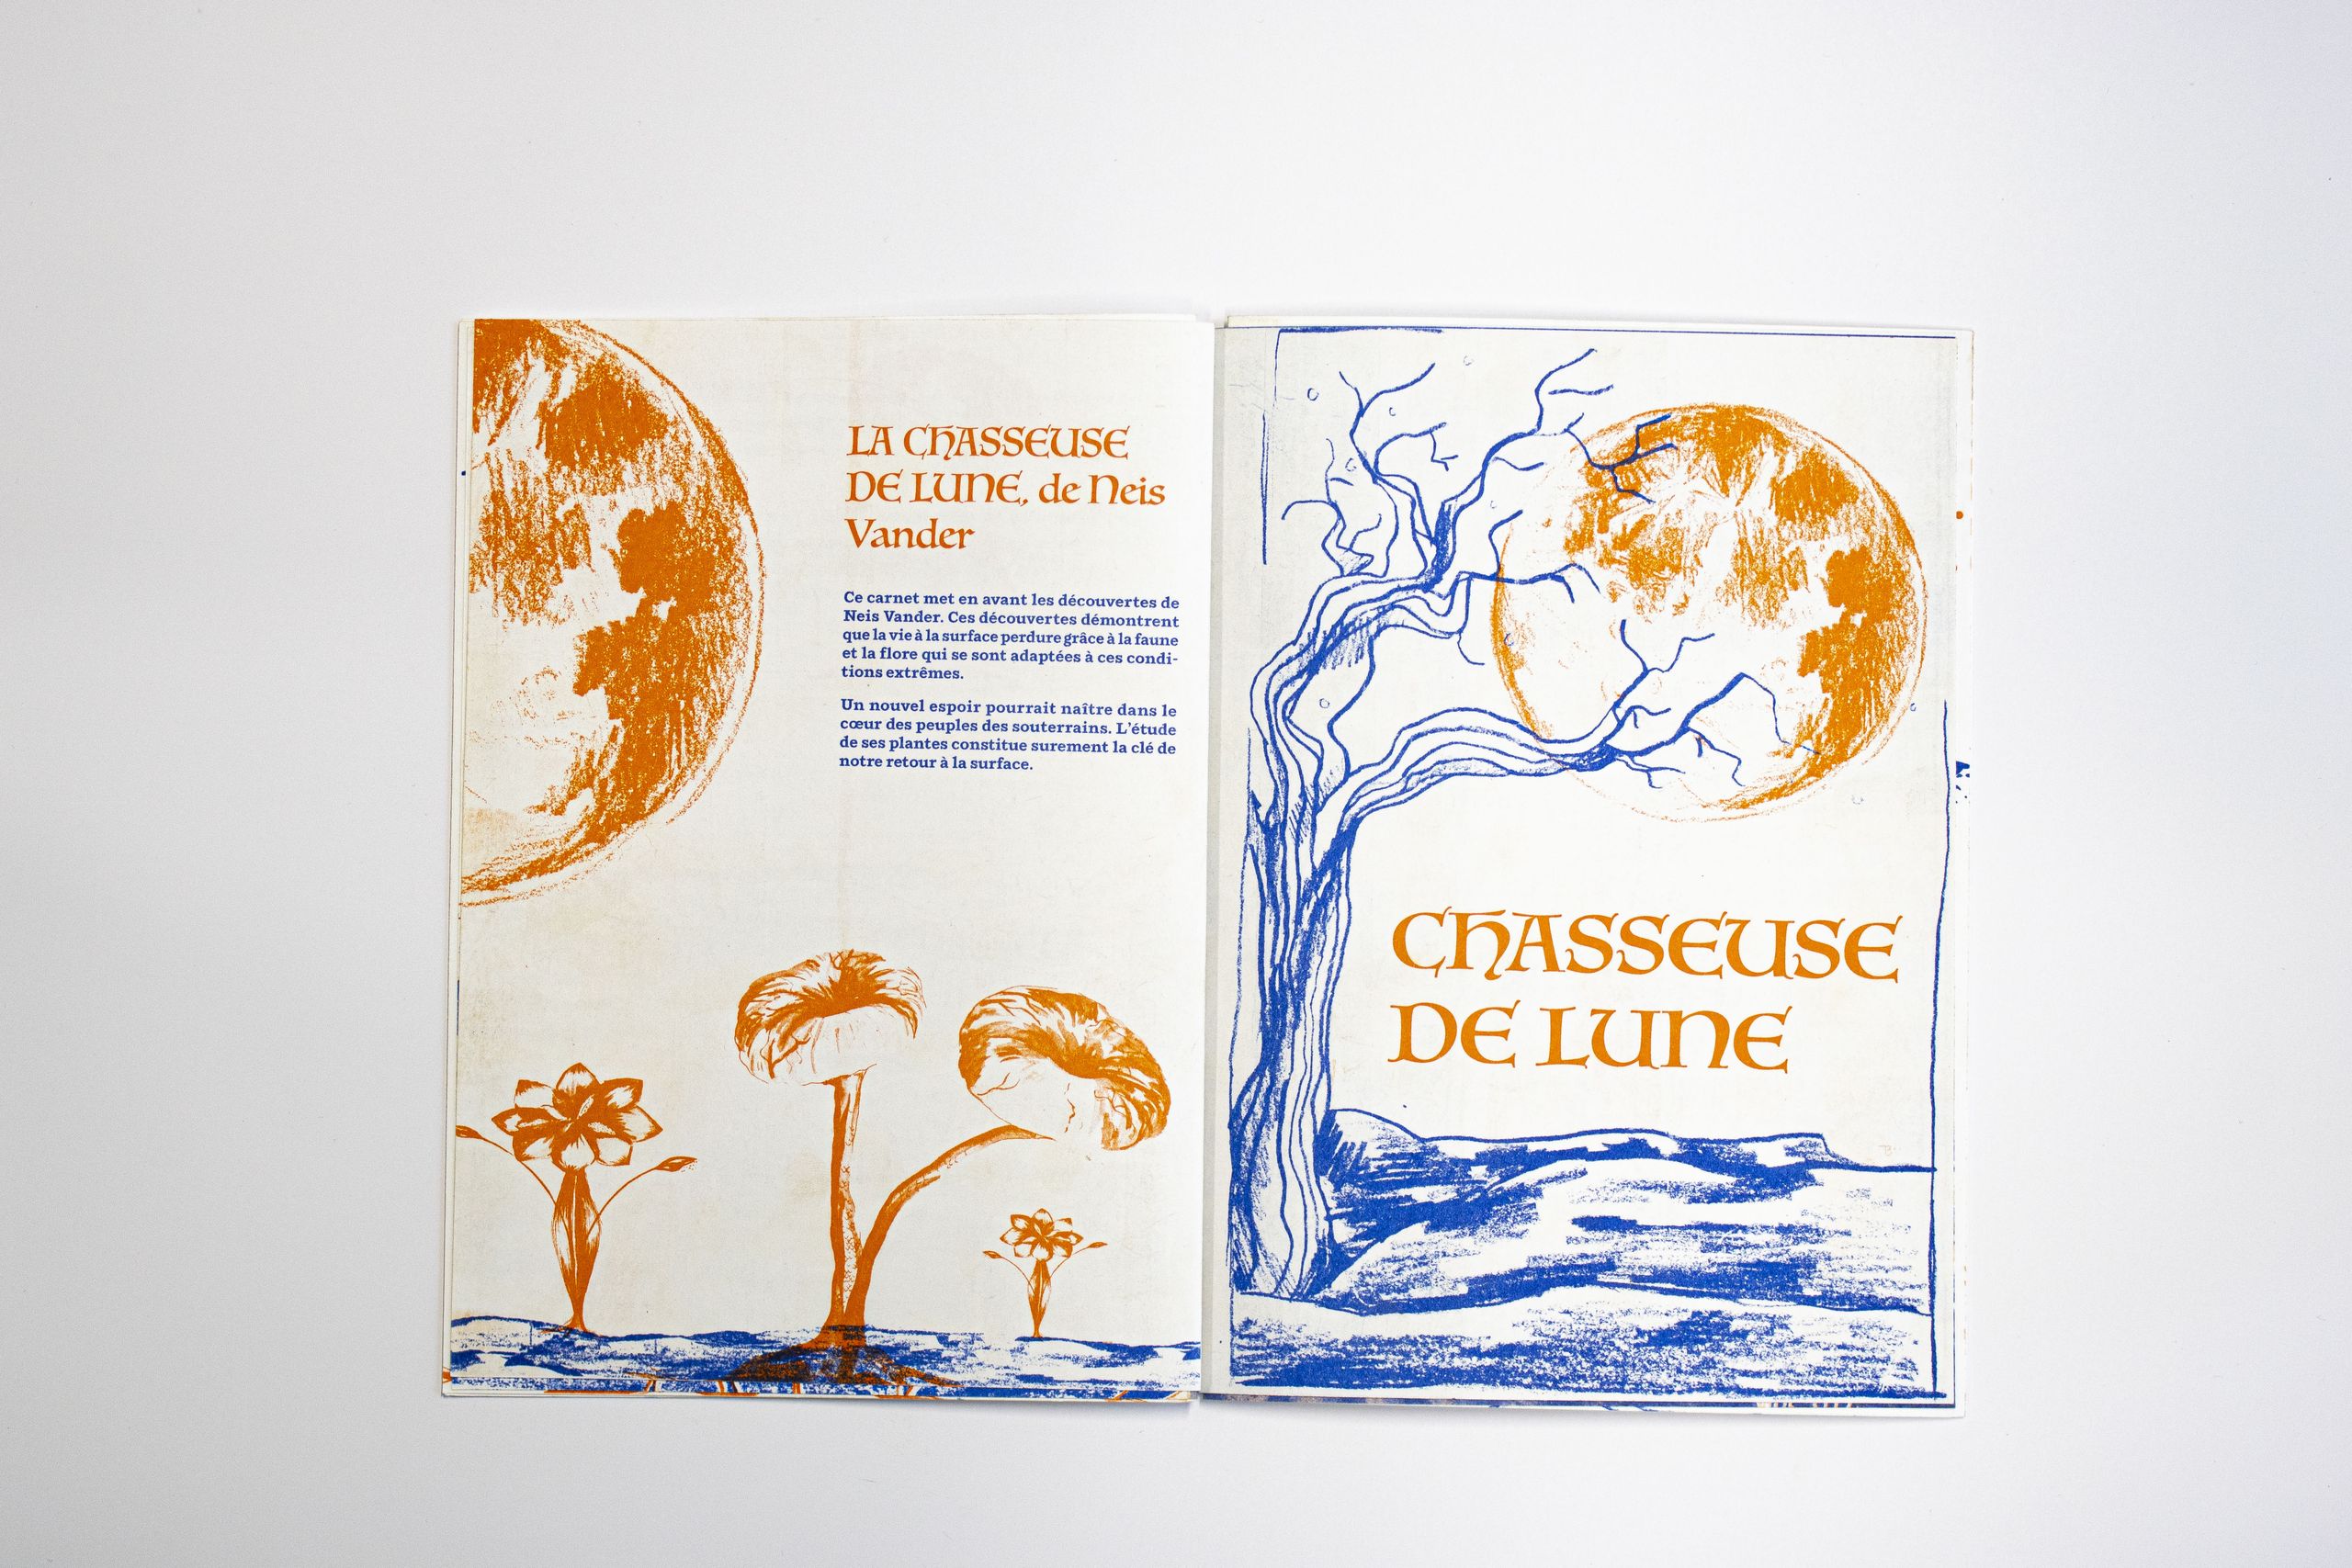 LA CHASSEUSE
DE LUNE, de Neis
Vander
Ce carnet met en avant les découvertes de
Neis Vander. Ces découvertes démontrent
que la vie à la surface perdure grâce à la faune
et la flore qui se sont adaptées à ces condi-
tions extrêmes.
Un nouvel espoir pourrait naître dans le
cœur des peuples des souterrains. L'étude
de ses plantes constitue surement la clé de
notre retour à la surface.
CHASSEUSE
DE LUNE